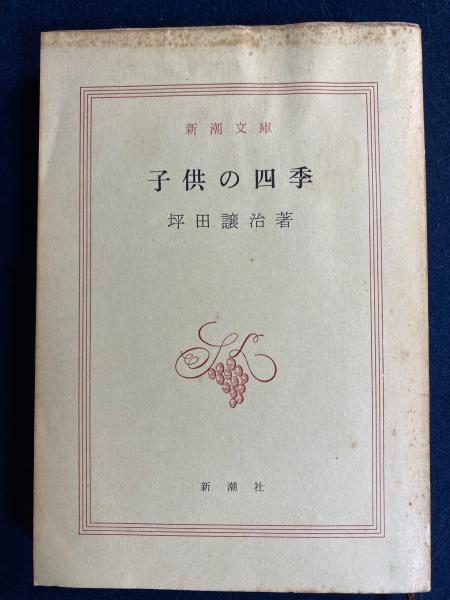 新潮文庫
子供の四季
坪田譲治著
新潮社